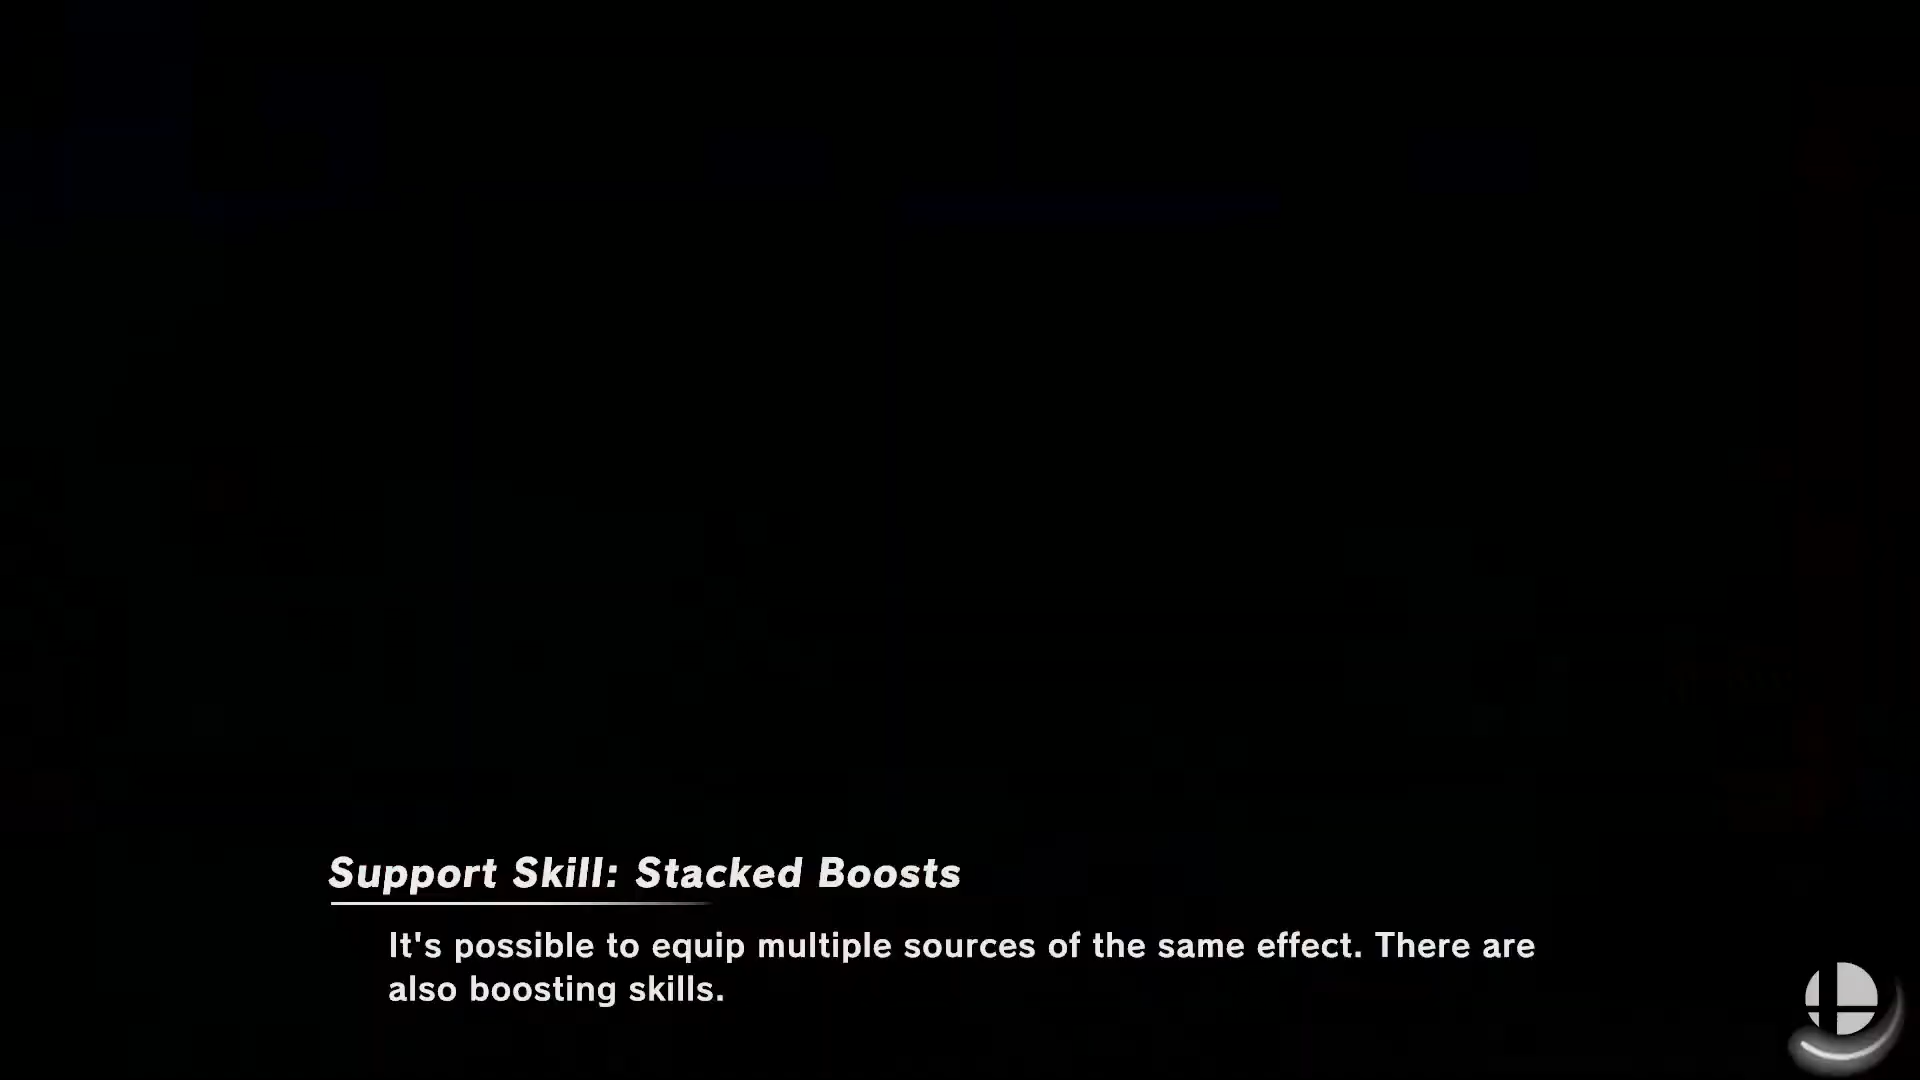 Support Skill: Stacked Boosts
It's possible to equip multiple sources of the same effect. There are
also boosting skills.